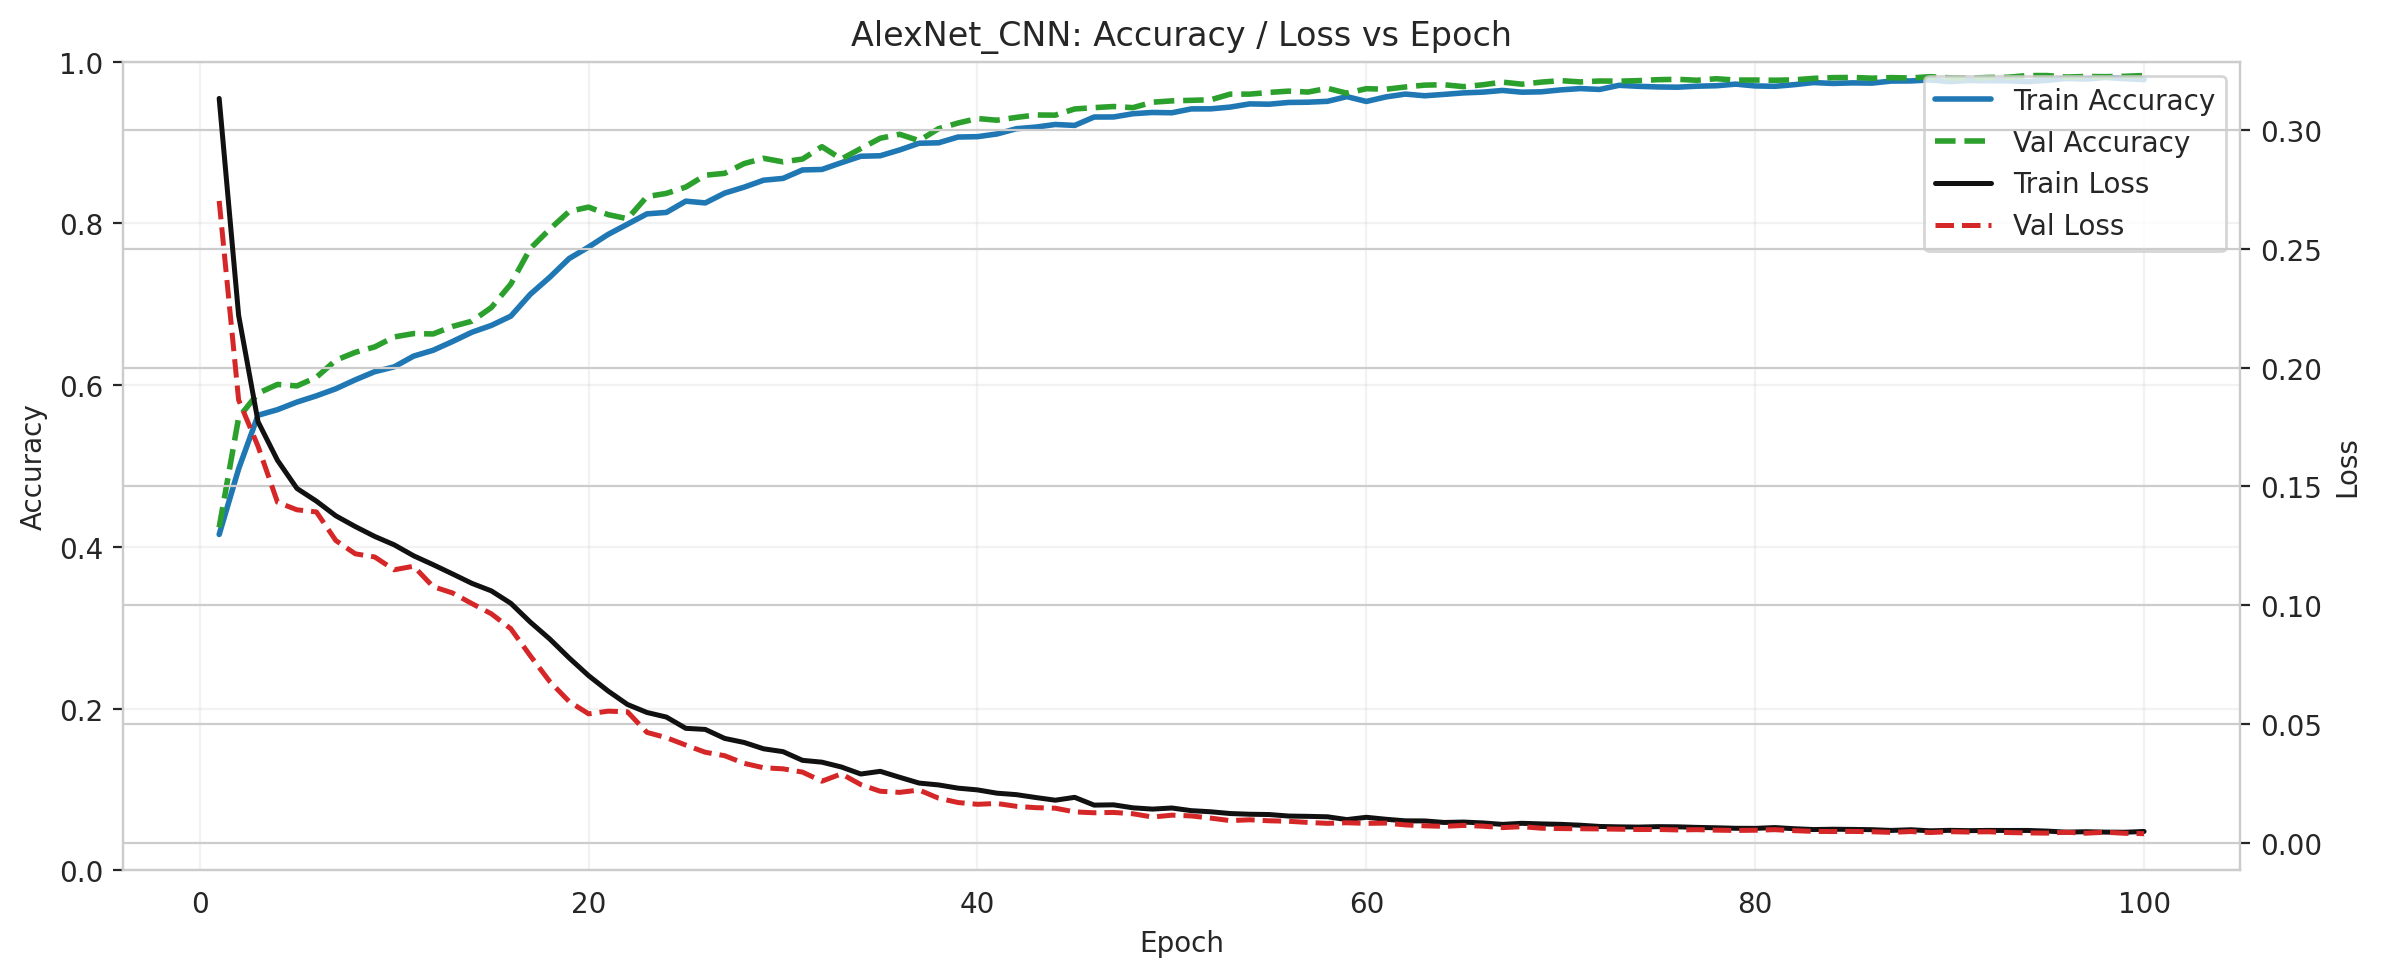 AlexNet_CNN: Accuracy / Loss vs Epoch
1.0
0.8
0.6
0.4
0.2
0.0
Accuracy
Train Accuracy
Val Accuracy
Train Loss
Val Loss
0.30
0.25
0.20
0.15
0.10
0.05
0.00
Loss
0 20 40 60 80 100
Epoch